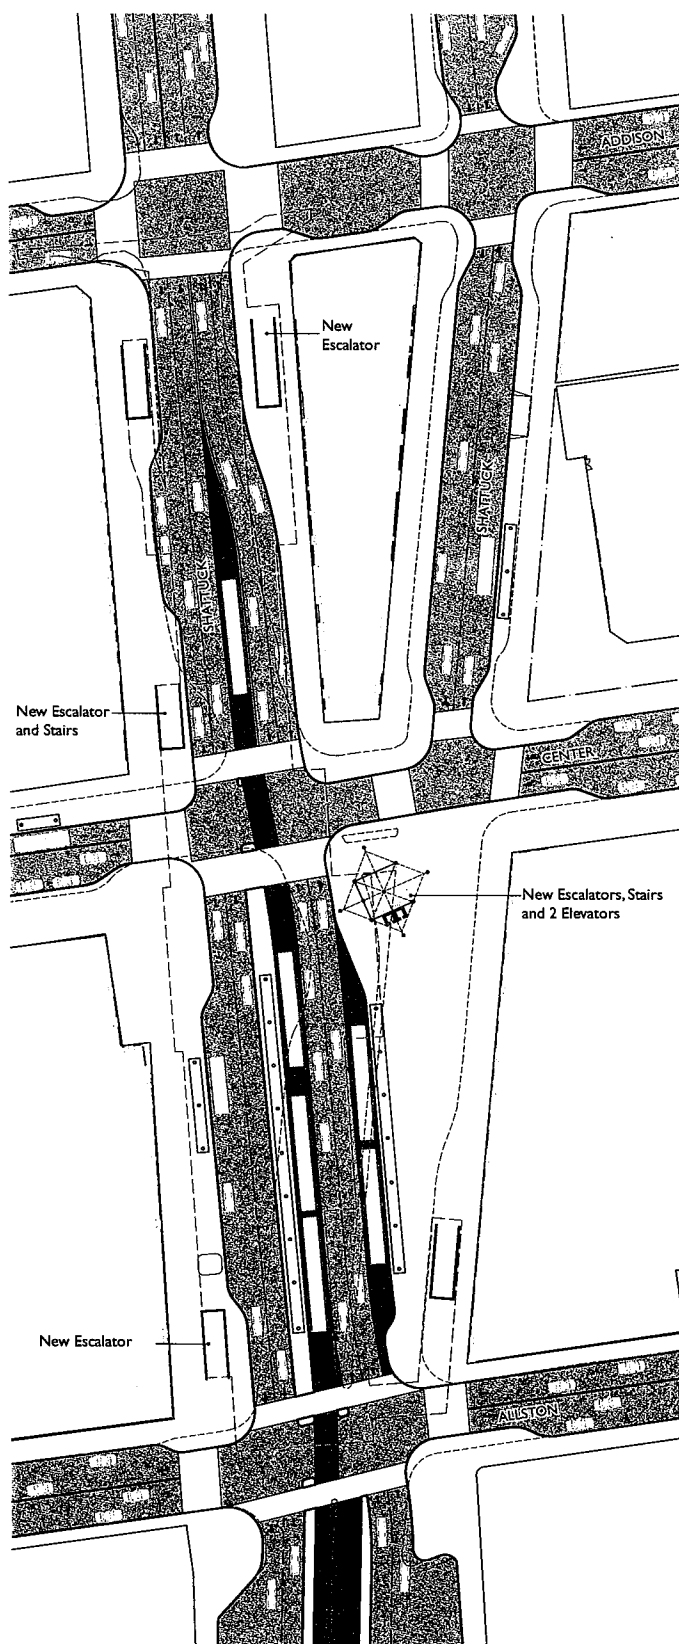 ADDISON
New
Escalator
SHATTUCK
SHATTUCK
New Escalator
and Stairs
CENTER
New Escalators, Stairs
and 2 Elevators
New Escalator
ALLSTON